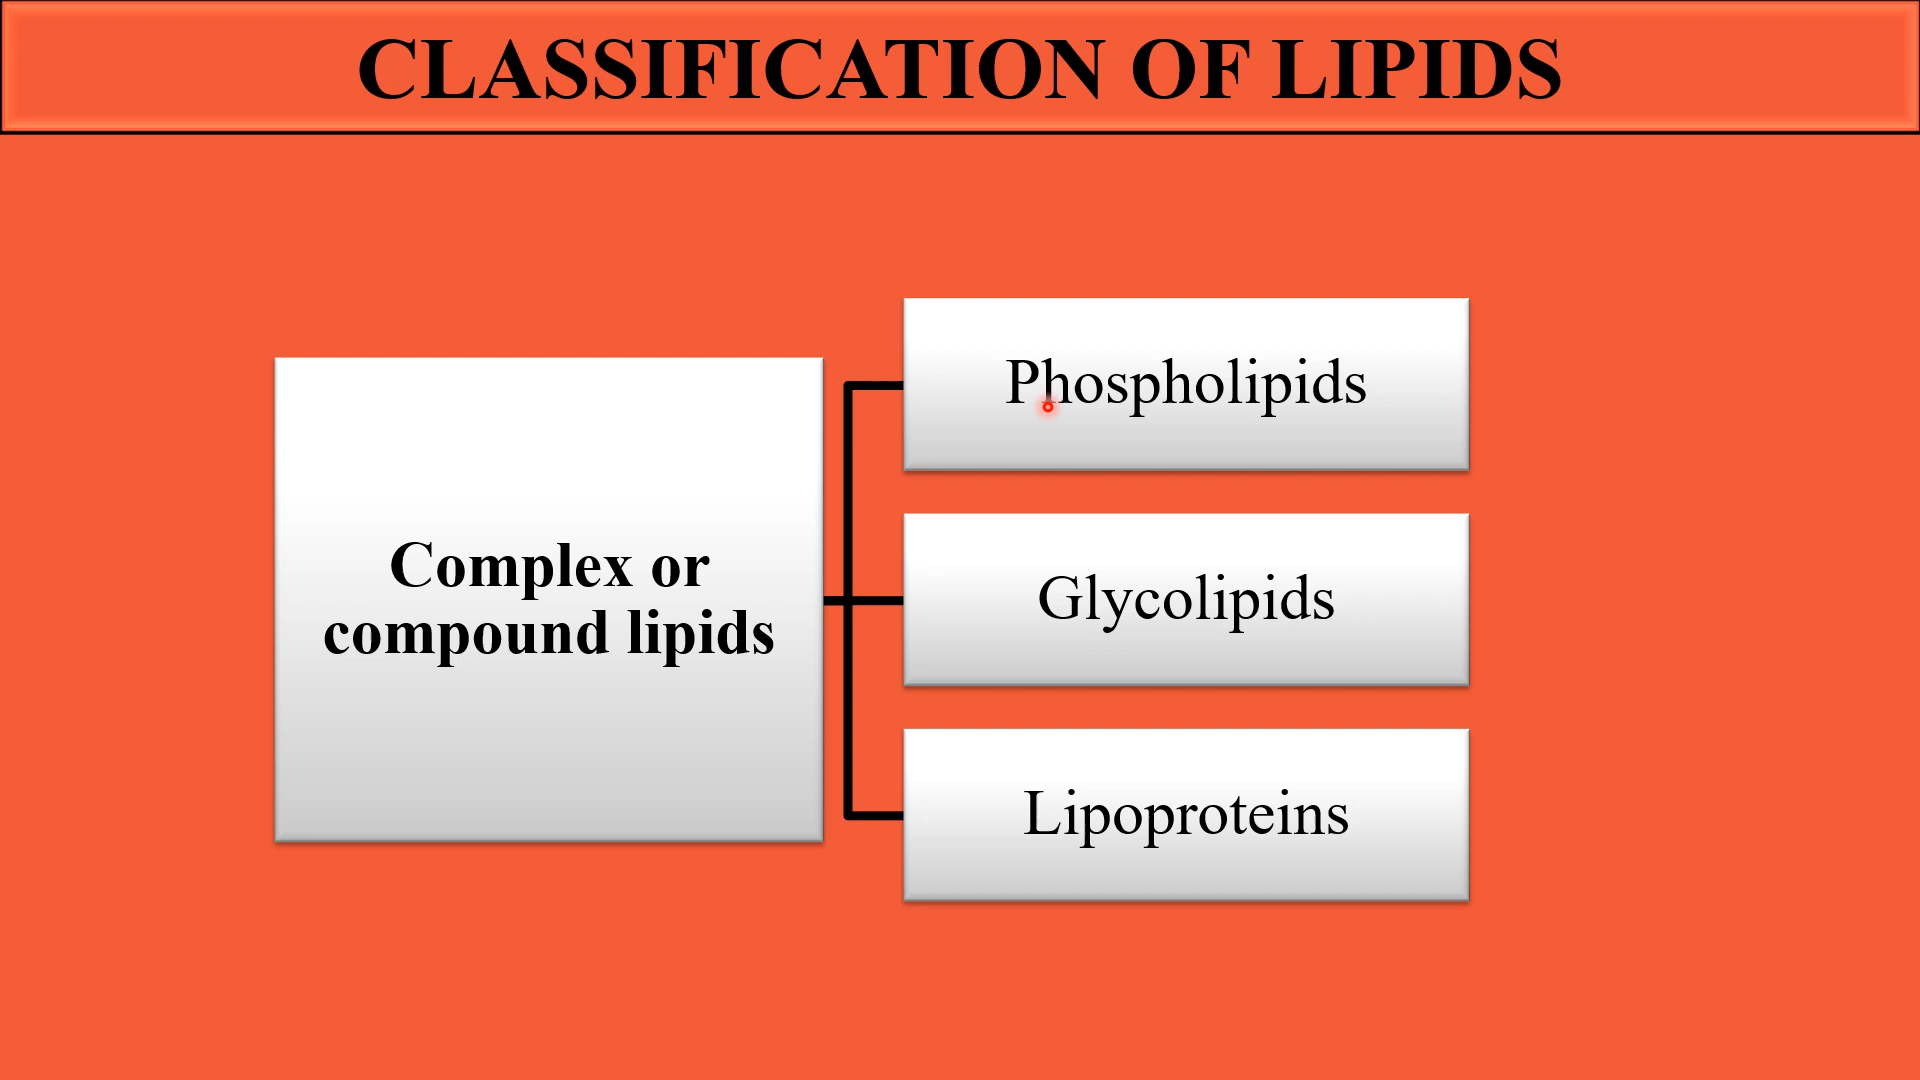 CLASSIFICATION OF LIPIDS
Complex or
compound lipids
Phospholipids
Glycolipids
Lipoproteins